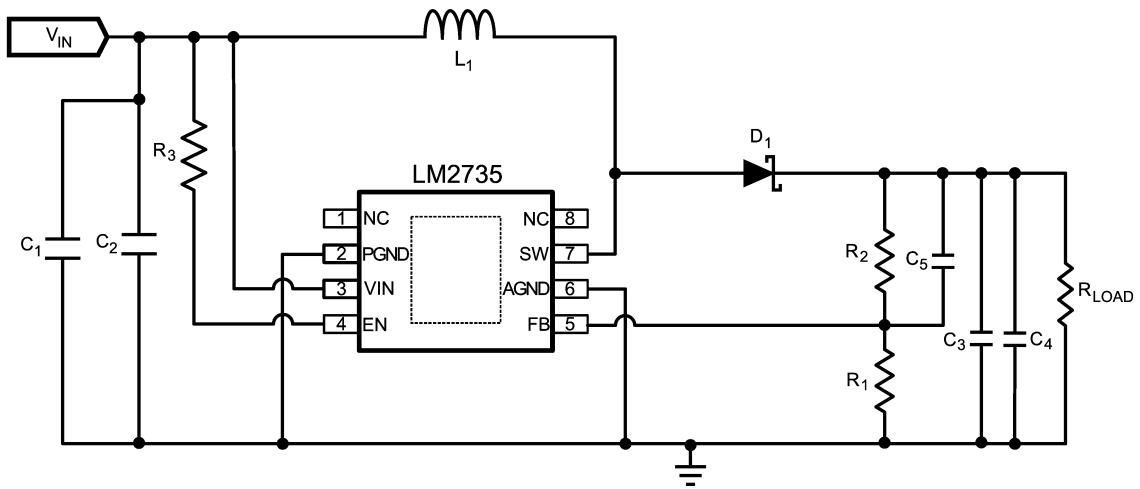 VIN
L1
D1
R3
LM2735
1 NC
NC 8
2 PGND
SW 7
3 VIN
AGND 6
4 EN
FB 5
C1
C2
R2
C5
RLOAD
C3
C4
R1